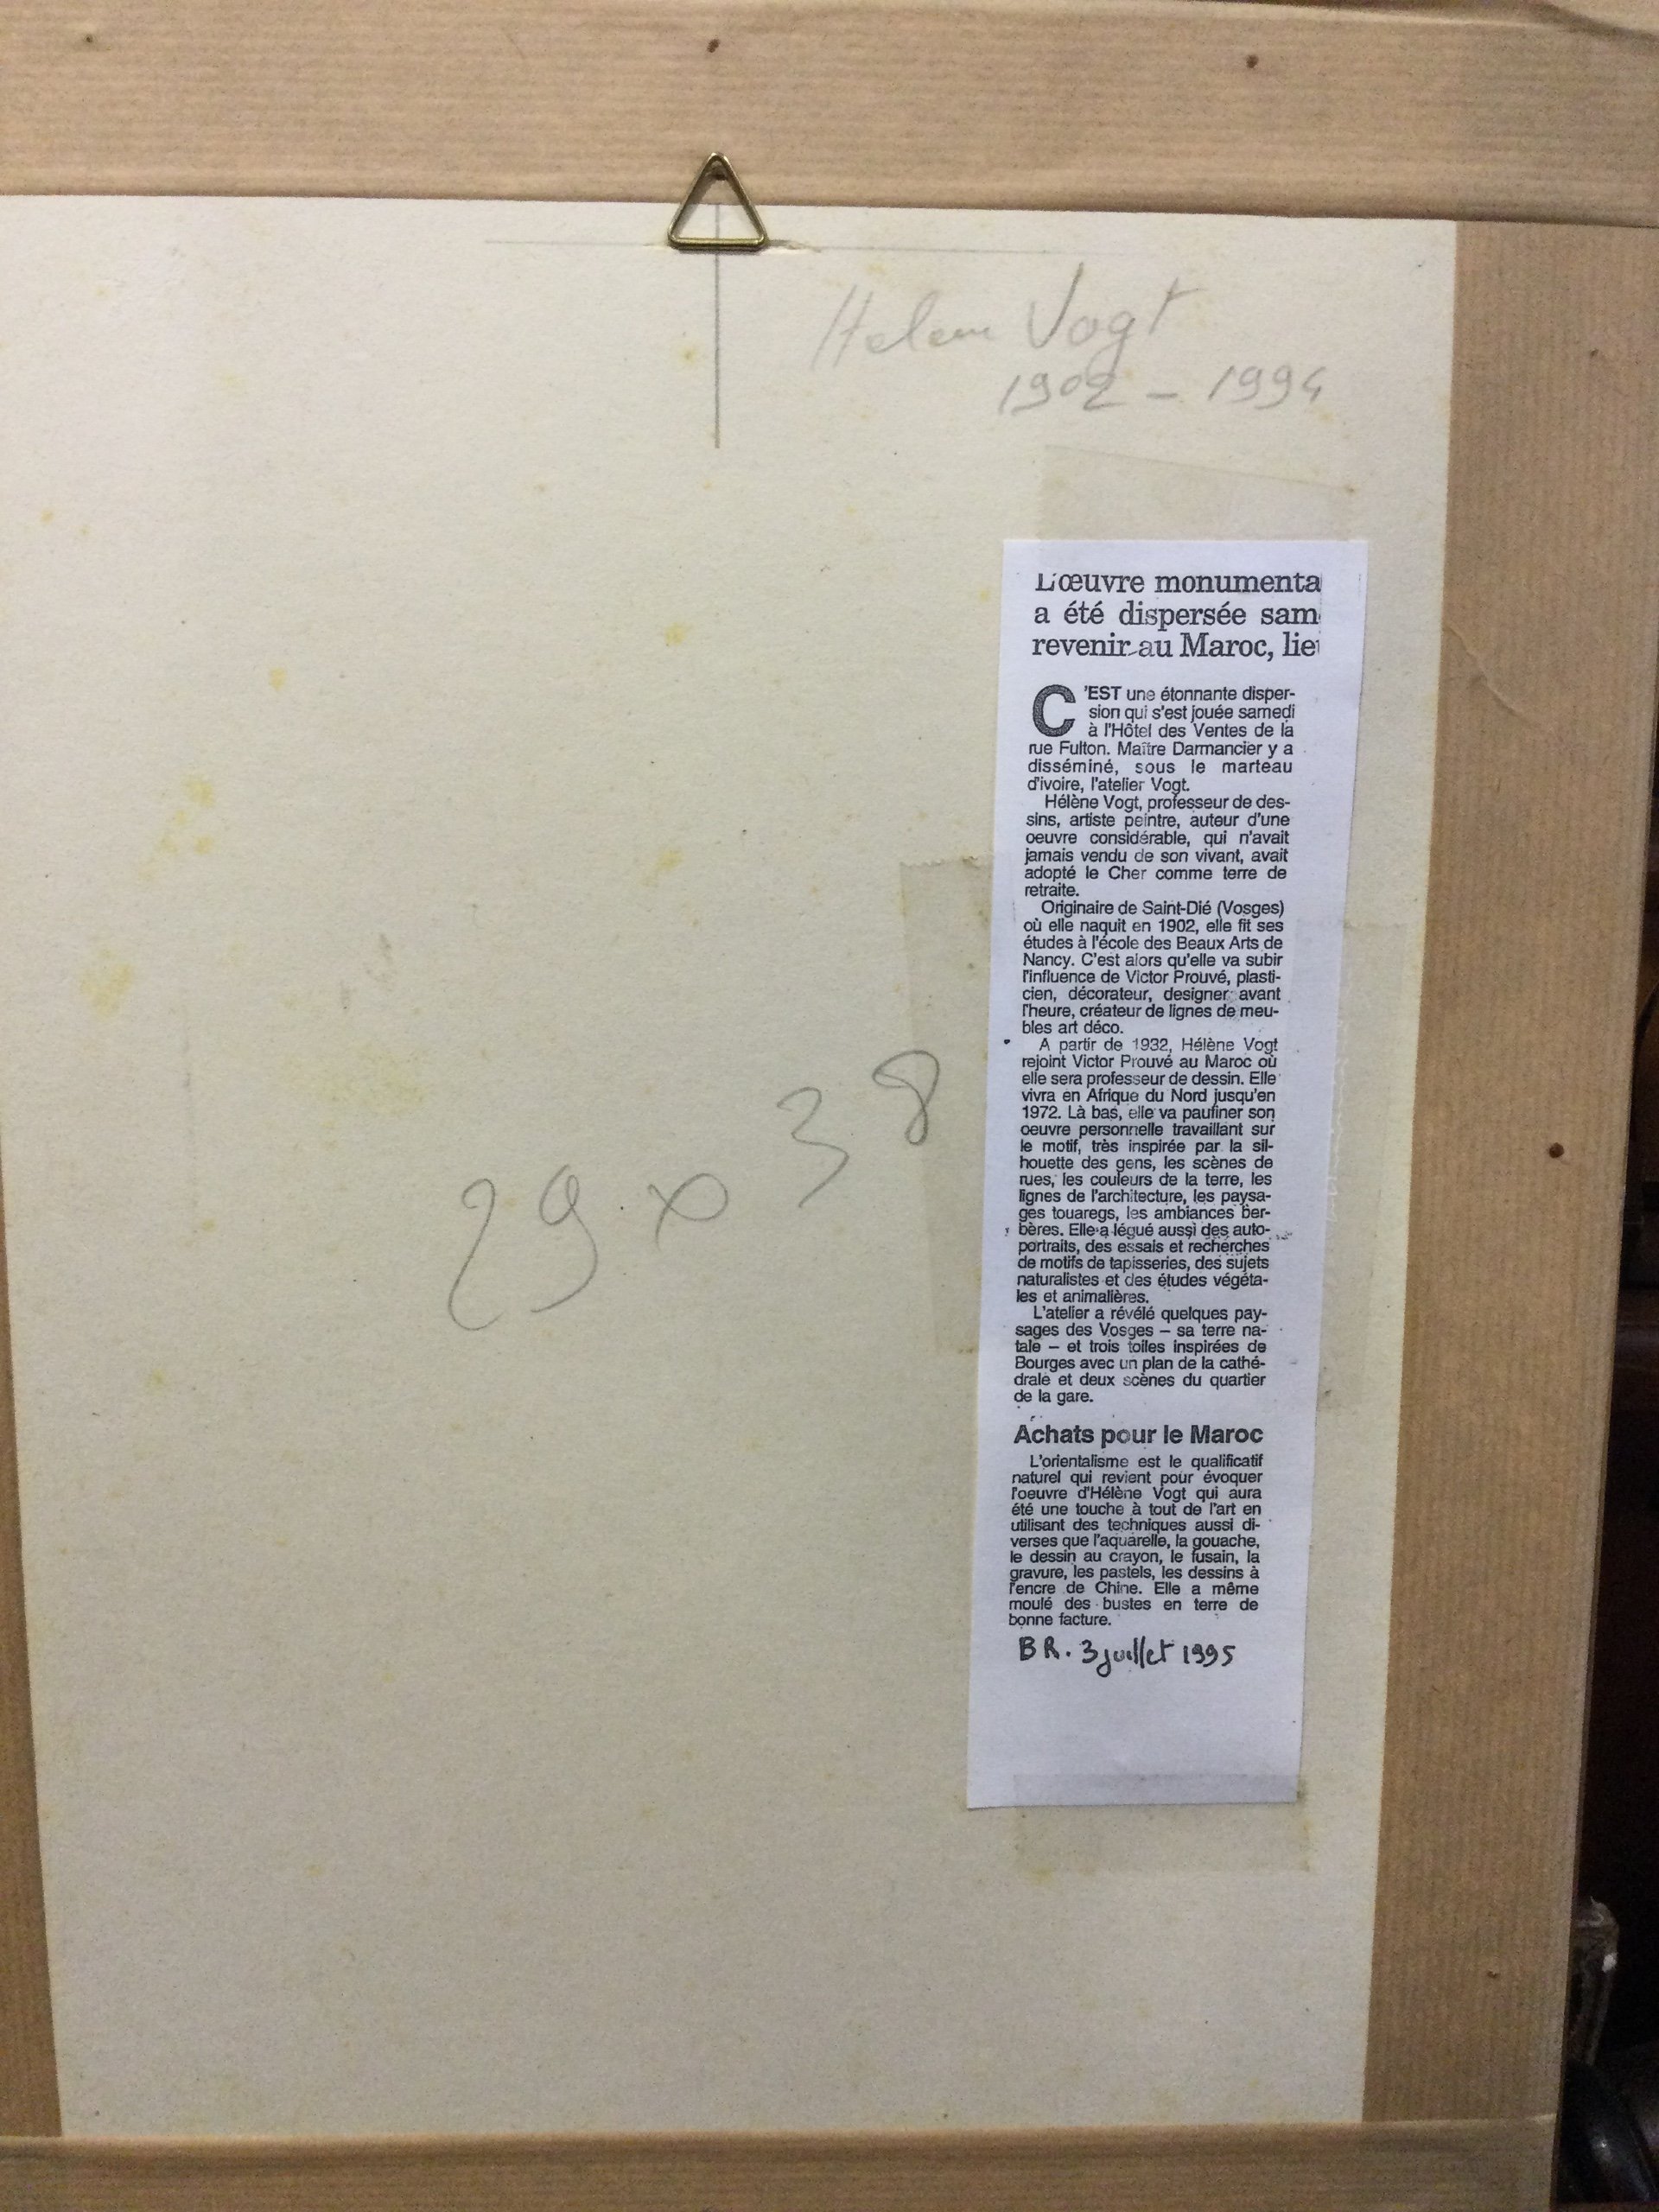 Helene Vogt
1902 - 1994
29 x 38
L'œuvre monumenta
a été dispersée sam
revenir au Maroc, lie
C'EST une étonnante disper-
sion qui s'est jouée samedi
à l'Hôtel des Ventes de la
rue Fulton. Maître Darmancier y a
disséminé, sous le marteau
d'ivoire, l'atelier Vogt.
Hélène Vogt, professeur de des-
sins, artiste peintre, auteur d'une
oeuvre considérable, qui n'avait
jamais vendu de son vivant, avait
adopté le Cher comme terre de
retraite.
Originaire de Saint-Dié (Vosges)
où elle naquit en 1902, elle fit ses
études à l'école des Beaux Arts de
Nancy. C'est alors qu'elle va subir
l'influence de Victor Prouvé, plasti-
cien, décorateur, designer avant
l'heure, créateur de lignes de meu-
bles art déco.
A partir de 1932, Hélène Vogt
rejoint Victor Prouvé au Maroc où
elle sera professeur de dessin. Elle
vivra en Afrique du Nord jusqu'en
1972. Là bas, elle va paufiner son
oeuvre personnelle travaillant sur
le motif, très inspirée par la sil-
houette des gens, les scènes de
rues, les couleurs de la terre, les
lignes de l'architecture, les paysa-
ges touaregs, les ambiances ber-
bères. Elle a légué aussi des auto-
portraits, des essais et recherches
de motifs de tapisseries, des sujets
naturalistes et des études végéta-
les et animalières.
L'atelier a révélé quelques pay-
sages des Vosges – sa terre na-
tale – et trois toiles inspirées de
Bourges avec un plan de la cathé-
drale et deux scènes du quartier
de la gare.
Achats pour le Maroc
L'orientalisme est le qualificatif
naturel qui revient pour évoquer
l'oeuvre d'Hélène Vogt qui aura
été une touche à tout de l'art en
utilisant des techniques aussi di-
verses que l'aquarelle, la gouache,
le dessin au crayon, le fusain, la
gravure, les pastels, les dessins à
l'encre de Chine. Elle a même
moulé des bustes en terre de
bonne facture.
BR. 3 juillet 1995